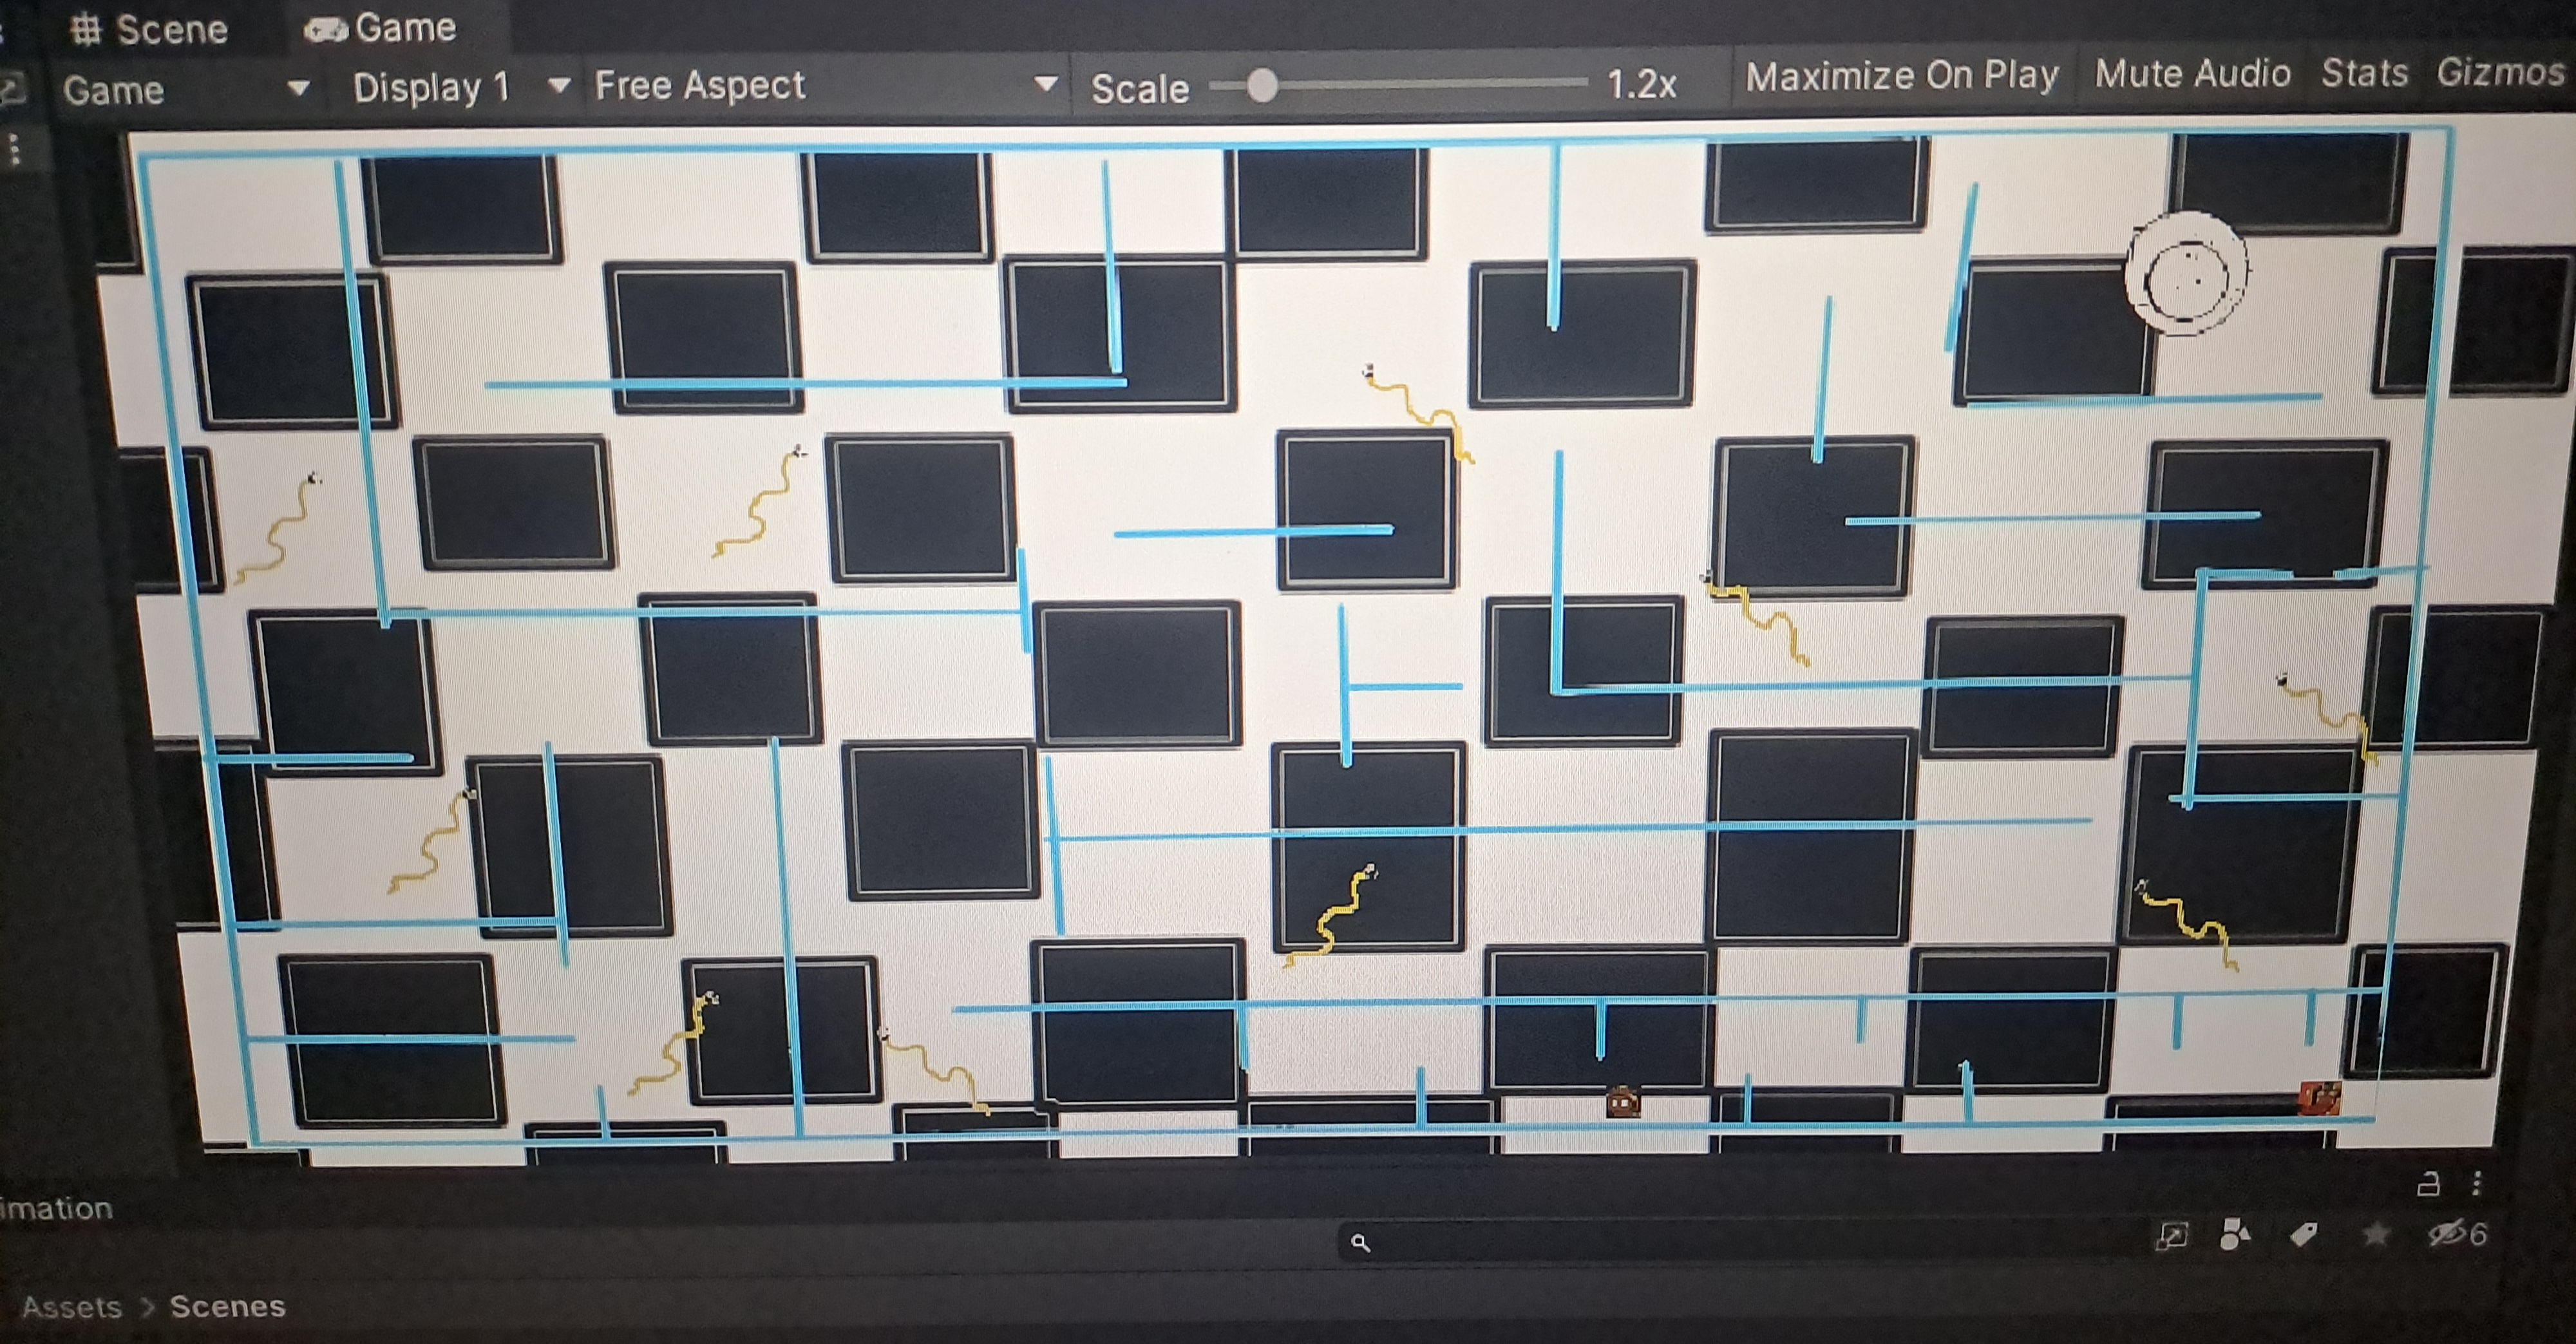 Scene Game
Game Display 1 Free Aspect Scale 1.2x Maximize On Play Mute Audio Stats Gizmos
imation
6
Assets > Scenes